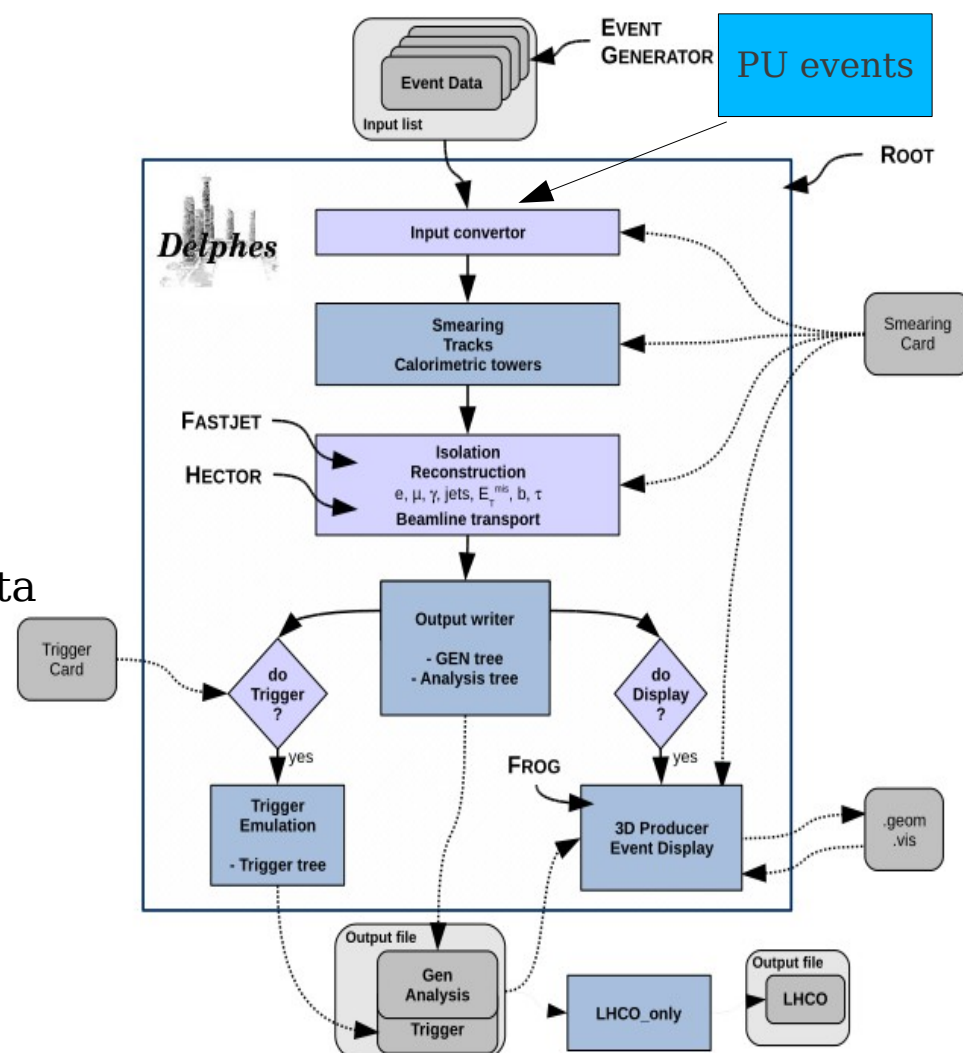 EVENT
GENERATOR
PU events
Event Data
Input list
ROOT
Delphes
Input convertor
Smearing
Tracks
Calorimetric towers
Smearing
Card
FASTJET
HECTOR
Isolation
Reconstruction
e, μ, γ, jets, E_T^mis, b, τ
Beamline transport
ta
Trigger
Card
Output writer
- GEN tree
- Analysis tree
do
Trigger
?
do
Display
?
yes
yes
FROG
Trigger
Emulation
- Trigger tree
3D Producer
Event Display
.geom
.vis
Output file
Gen
Analysis
Trigger
LHCO_only
Output file
LHCO